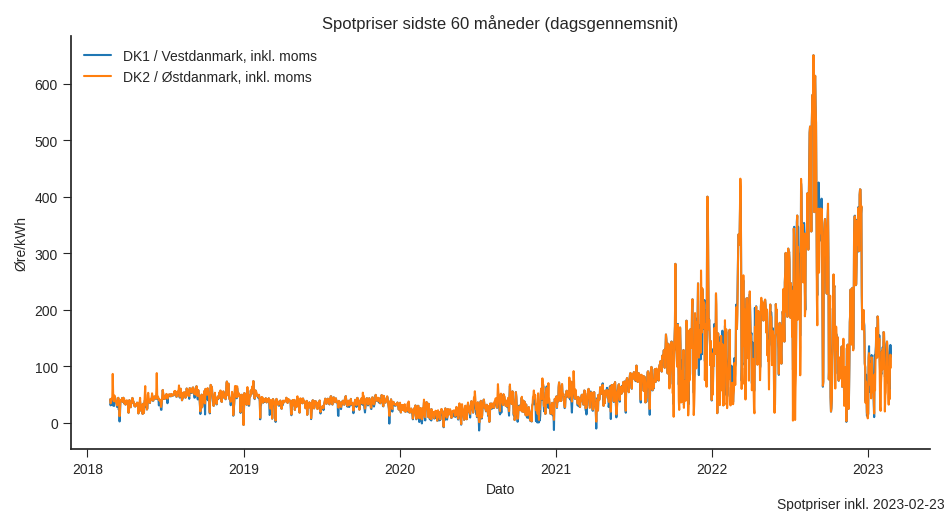 Spotpriser sidste 60 måneder (dagsgennemsnit)
DK1 / Vestdanmark, inkl. moms
DK2 / Østdanmark, inkl. moms
600
500
400
300
200
100
0
Øre/kWh
2018 2019 2020 2021 2022 2023
Dato
Spotpriser inkl. 2023-02-23